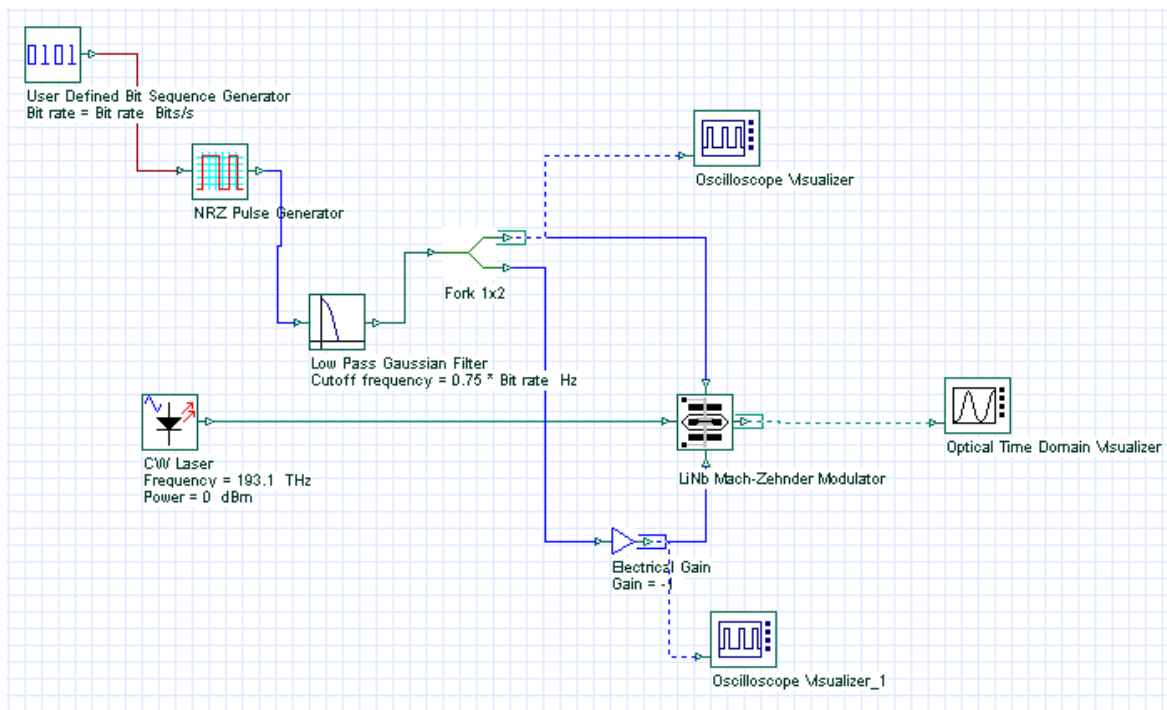 0101
User Defined Bit Sequence Generator
Bit rate = Bit rate Bits/s
Oscilloscope Visualizer
NRZ Pulse Generator
Fork 1x2
Low Pass Gaussian Filter
Cutoff frequency = 0.75 * Bit rate Hz
CW Laser
Frequency = 193.1 THz
Power = 0 dBm
Optical Time Domain Visualizer
LiNb Mach-Zehnder Modulator
Electrical Gain
Gain = -1
Oscilloscope Visualizer_1